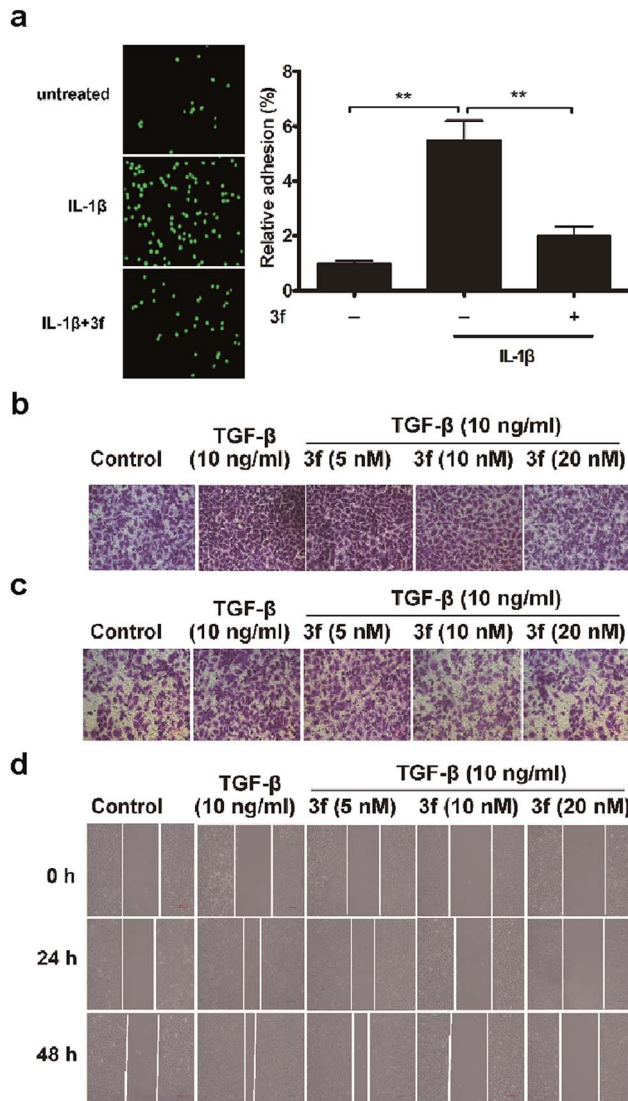 a
untreated
IL-1β
IL-1β+3f
Relative adhesion (%)
8
6
4
2
0
** **
3f – – +
IL-1β
b
TGF-β (10 ng/ml)
Control TGF-β (10 ng/ml) 3f (5 nM) 3f (10 nM) 3f (20 nM)
c
TGF-β (10 ng/ml)
Control TGF-β (10 ng/ml) 3f (5 nM) 3f (10 nM) 3f (20 nM)
d
TGF-β (10 ng/ml)
Control TGF-β (10 ng/ml) 3f (5 nM) 3f (10 nM) 3f (20 nM)
0 h
24 h
48 h